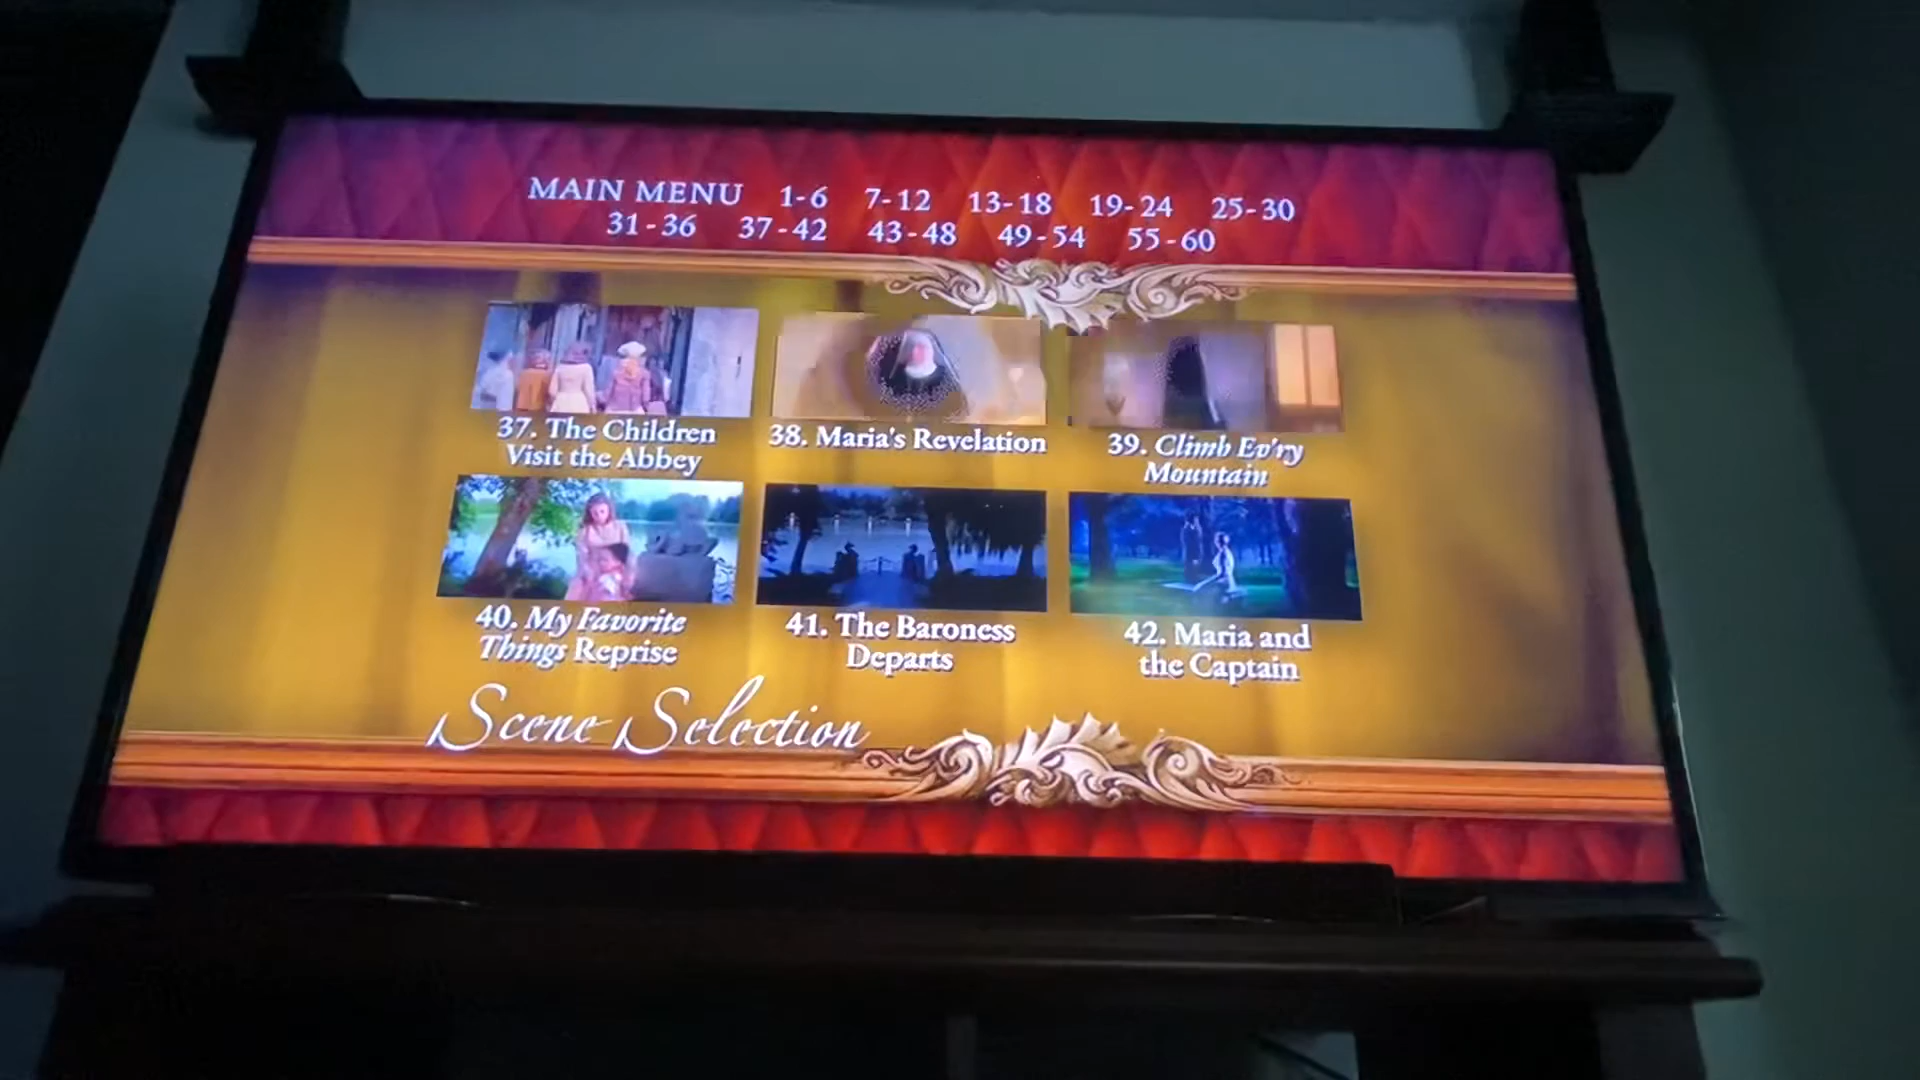 MAIN MENU 1-6 7-12 13-18 19-24 25-30
31-36 37-42 43-48 49-54 55-60
37. The Children
Visit the Abbey
38. Maria's Revelation
39. Climb Ev'ry
Mountain
40. My Favorite
Things Reprise
41. The Baroness
Departs
42. Maria and
the Captain
Scene Selection